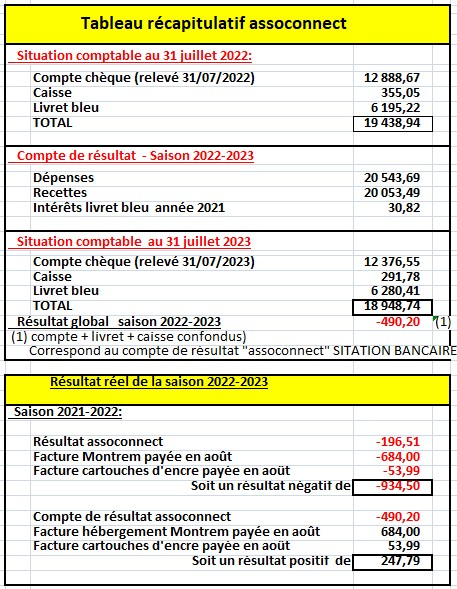 Tableau récapitulatif assoconnect
Situation comptable au 31 juillet 2022:
Compte chèque (relevé 31/07/2022) 12 888,67
Caisse 355,05
Livret bleu 6 195,22
TOTAL 19 438,94
Compte de résultat - Saison 2022-2023
Dépenses 20 543,69
Recettes 20 053,49
Intérêts livret bleu année 2021 30,82
Situation comptable au 31 juillet 2023
Compte chèque (relevé 31/07/2023) 12 376,55
Caisse 291,78
Livret bleu 6 280,41
TOTAL 18 948,74
Résultat global saison 2022-2023 -490,20 (1)
(1) compte + livret + caisse confondus)
Correspond au compte de résultat "assoconnect" SITATION BANCAIRE
Résultat réel de la saison 2022-2023
Saison 2021-2022:
Résultat assoconnect -196,51
Facture Montrem payée en août -684,00
Facture cartouches d'encre payée en août -53,99
Soit un résultat négatif de -934,50
Compte de résultat assoconnect -490,20
Facture hébergement Montrem payée en août 684,00
Facture cartouches d'encre payée en août 53,99
Soit un résultat positif de 247,79